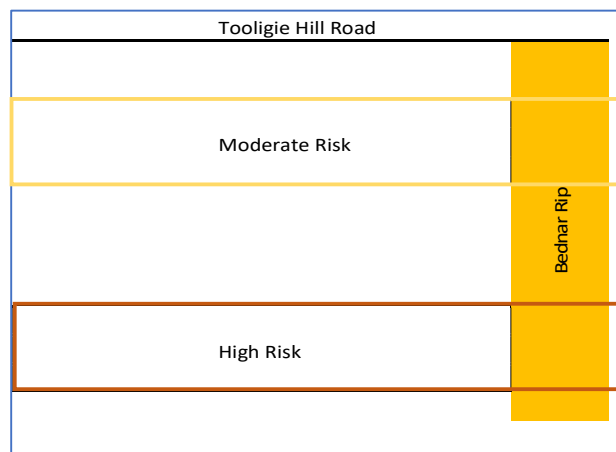 Tooligie Hill Road
Moderate Risk
Bednar Rip
High Risk